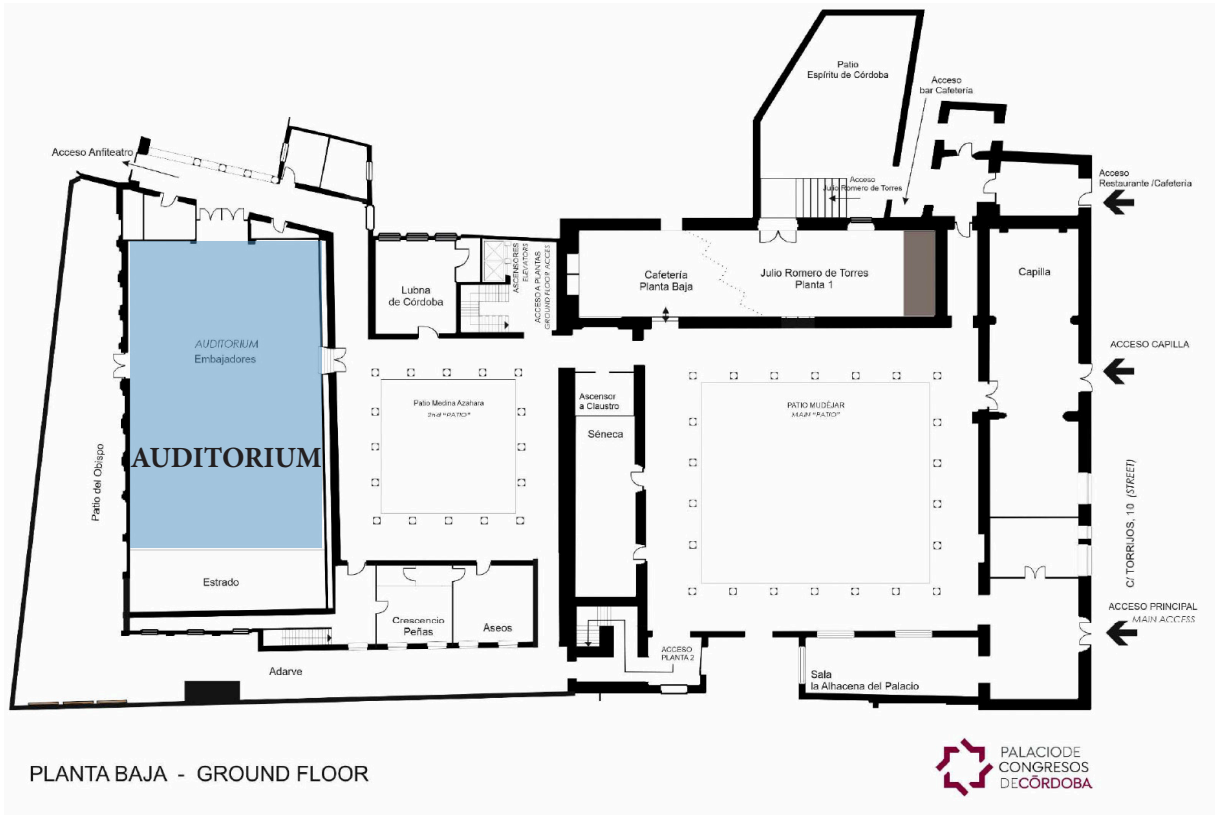 Patio
Espíritu de Córdoba
Acceso
bar Cafetería
Acceso Anfiteatro
Acceso
Julio Romero de Torres
Acceso
Restaurante /Cafetería
ASCENSORES
ELEVATORS
ACCESO A PLANTAS
GROUND FLOOR ACCES
Lubna
de Córdoba
Cafetería
Planta Baja
Julio Romero de Torres
Planta 1
Capilla
AUDITORIUM
Embajadores
ACCESO CAPILLA
Patio Medina Azahara
2nd "PATIO"
Ascensor
a Claustro
PATIO MUDÉJAR
MAIN "PATIO"
Séneca
AUDITORIUM
Patio del Obispo
C/ TORRIJOS, 10 (STREET)
Estrado
Crescencio
Peñas
Aseos
ACCESO PRINCIPAL
MAIN ACCESS
ACCESO
PLANTA 2
Adarve
Sala
la Alhacena del Palacio
PLANTA BAJA - GROUND FLOOR
PALACIODE
CONGRESOS
DECÓRDOBA